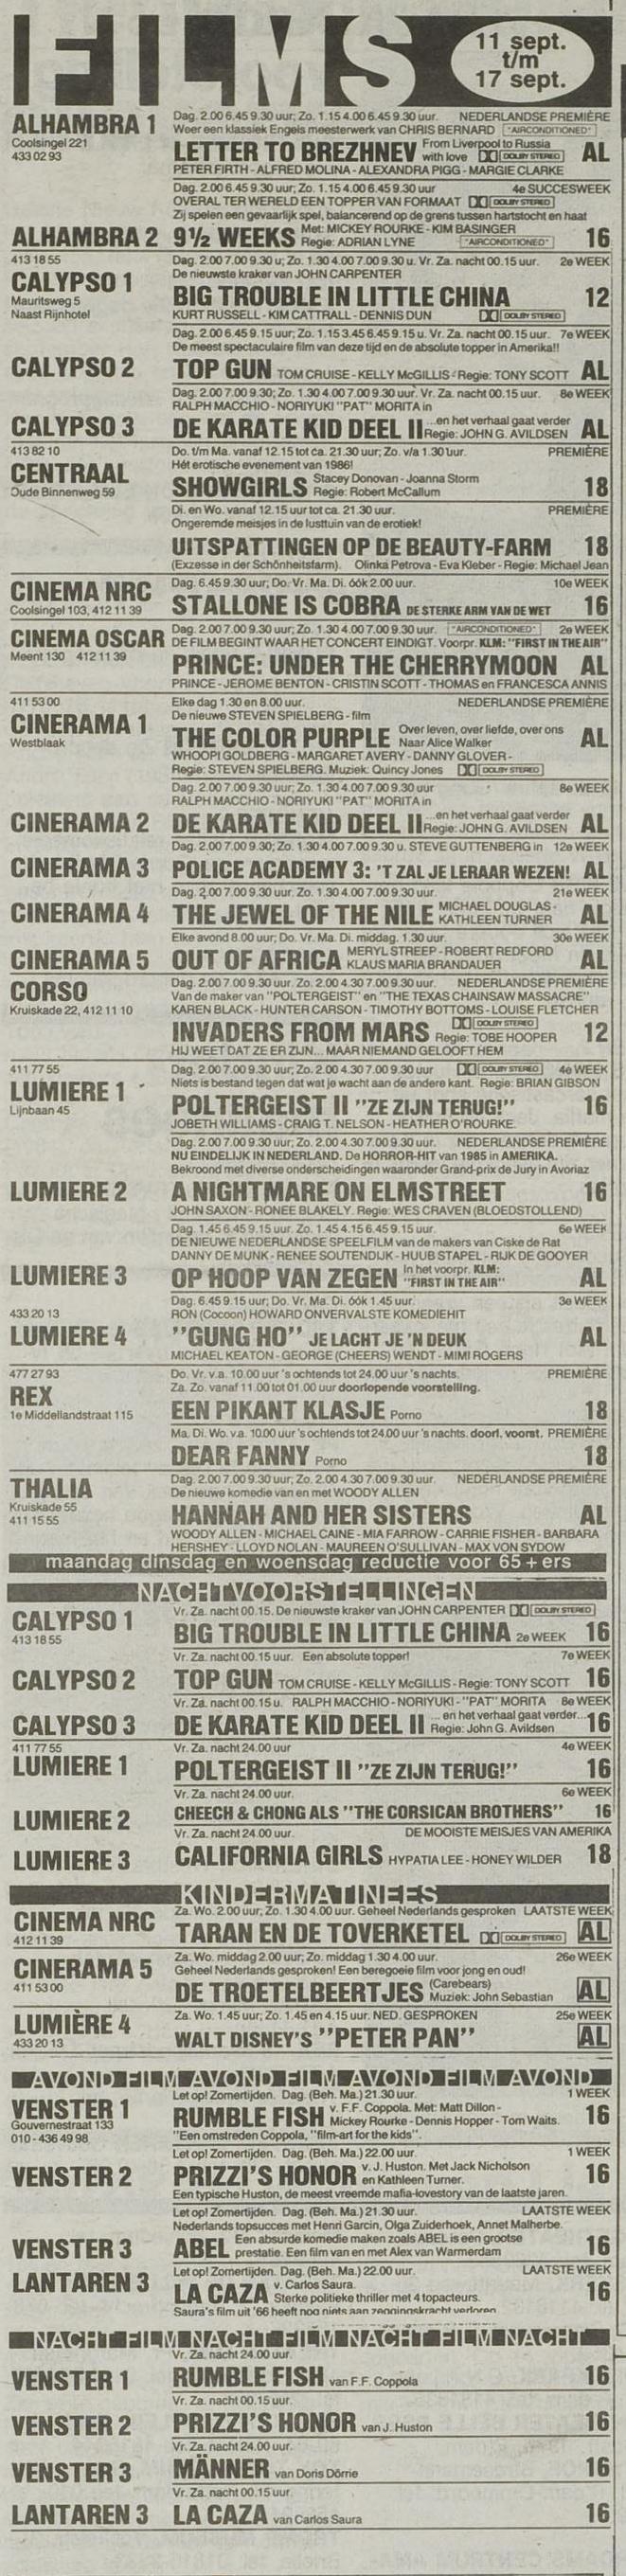 FILMS
11 sept.
t/m
17 sept.
ALHAMBRA 1
Coolsingel 221
433 02 93
Dag. 2.00 6.45 9.30 uur; Zo. 1.15 4.00 6.45 9.30 uur. NEDERLANDSE PREMIÈRE
Weer een klassiek Engels meesterwerk van CHRIS BERNARD "AIRCONDITIONED"
LETTER TO BREZHNEV From Liverpool to Russia with love DOLBY STEREO AL
PETER FIRTH - ALFRED MOLINA - ALEXANDRA PIGG - MARGIE CLARKE
Dag. 2.00 6.45 9.30 uur; Zo. 1.15 4.00 6.45 9.30 uur 4e SUCCESWEEK
OVERAL TER WERELD EEN TOPPER VAN FORMAAT DOLBY STEREO
Zij spelen een gevaarlijk spel, balancerend op de grens tussen hartstocht en haat
ALHAMBRA 2 9½ WEEKS Met: MICKEY ROURKE - KIM BASINGER Regie: ADRIAN LYNE "AIRCONDITIONED" 16
413 18 55
CALYPSO 1
Mauritsweg 5
Naast Rijnhotel
Dag. 2.00 7.00 9.30 u; Zo. 1.30 4.00 7.00 9.30 u. Vr. Za. nacht 00.15 uur. 2e WEEK
De nieuwste kraker van JOHN CARPENTER
BIG TROUBLE IN LITTLE CHINA 12
KURT RUSSELL - KIM CATTRALL - DENNIS DUN DOLBY STEREO
Dag. 2.00 6.45 9.15 uur; Zo. 1.15 3.45 6.45 9.15 u. Vr. Za. nacht 00.15 uur. 7e WEEK
De meest spectaculaire film van deze tijd en de absolute topper in Amerika!!
CALYPSO 2 TOP GUN TOM CRUISE - KELLY McGILLIS - Regie: TONY SCOTT AL
Dag. 2.00 7.00 9.30; Zo. 1.30 4.00 7.00 9.30 uur. Vr. Za. nacht 00.15 uur. 8e WEEK
RALPH MACCHIO - NORIYUKI "PAT" MORITA in
CALYPSO 3 DE KARATE KID DEEL II ...en het verhaal gaat verder Regie: JOHN G. AVILDSEN AL
413 82 10
CENTRAAL
Oude Binnenweg 59
Do. t/m Ma. vanaf 12.15 tot ca. 21.30 uur; Zo. v/a 1.30 uur. PREMIÈRE
Hét erotische evenement van 1986!
SHOWGIRLS Stacey Donovan - Joanna Storm Regie: Robert McCallum 18
Di. en Wo. vanaf 12.15 uur tot ca. 21.30 uur. PREMIÈRE
Ongeremde meisjes in de lusttuin van de erotiek!
UITSPATTINGEN OP DE BEAUTY-FARM 18
(Exzesse in der Schönheitsfarm). Olinka Petrova - Eva Kleber - Regie: Michael Jean
CINEMA NRC
Coolsingel 103, 412 11 39
Dag. 6.45 9.30 uur; Do. Vr. Ma. Di. óók 2.00 uur. 10e WEEK
STALLONE IS COBRA DE STERKE ARM VAN DE WET 16
CINEMA OSCAR
Meent 130 412 11 39
Dag. 2.00 7.00 9.30 uur; Zo. 1.30 4.00 7.00 9.30 uur. "AIRCONDITIONED" 2e WEEK
DE FILM BEGINT WAAR HET CONCERT EINDIGT. Voorpr. KLM: "FIRST IN THE AIR"
PRINCE: UNDER THE CHERRYMOON AL
PRINCE - JEROME BENTON - CRISTIN SCOTT - THOMAS en FRANCESCA ANNIS
411 53 00
CINERAMA 1
Westblaak
Elke dag 1.30 en 8.00 uur. NEDERLANDSE PREMIÈRE
De nieuwe STEVEN SPIELBERG - film
THE COLOR PURPLE Over leven, over liefde, over ons Naar Alice Walker AL
WHOOPI GOLDBERG - MARGARET AVERY - DANNY GLOVER -
Regie: STEVEN SPIELBERG. Muziek: Quincy Jones DOLBY STEREO
Dag. 2.00 7.00 9.30 uur; Zo. 1.30 4.00 7.00 9.30 uur 8e WEEK
RALPH MACCHIO - NORIYUKI "PAT" MORITA in
CINERAMA 2 DE KARATE KID DEEL II ...en het verhaal gaat verder Regie: JOHN G. AVILDSEN AL
Dag. 2.00 7.00 9.30; Zo. 1.30 4.00 7.00 9.30 u. STEVE GUTTENBERG in 12e WEEK
CINERAMA 3 POLICE ACADEMY 3: 'T ZAL JE LERAAR WEZEN! AL
Dag. 2.00 7.00 9.30 uur. Zo. 1.30 4.00 7.00 9.30 uur. 21e WEEK
CINERAMA 4 THE JEWEL OF THE NILE MICHAEL DOUGLAS - KATHLEEN TURNER AL
Elke avond 8.00 uur; Do. Vr. Ma. Di. middag. 1.30 uur. 30e WEEK
CINERAMA 5 OUT OF AFRICA MERYL STREEP - ROBERT REDFORD KLAUS MARIA BRANDAUER AL
CORSO
Kruiskade 22, 412 11 10
Dag. 2.00 7.00 9.30 uur. Zo. 2.00 4.30 7.00 9.30 uur. NEDERLANDSE PREMIÈRE
Van de maker van "POLTERGEIST" en "THE TEXAS CHAINSAW MASSACRE"
KAREN BLACK - HUNTER CARSON - TIMOTHY BOTTOMS - LOUISE FLETCHER
INVADERS FROM MARS DOLBY STEREO Regie: TOBE HOOPER 12
HIJ WEET DAT ZE ER ZIJN... MAAR NIEMAND GELOOFT HEM
411 77 55
LUMIERE 1
Lijnbaan 45
Dag. 2.00 7.00 9.30 uur; Zo. 2.00 4.30 7.00 9.30 uur DOLBY STEREO 4e WEEK
Niets is bestand tegen dat wat je wacht aan de andere kant. Regie: BRIAN GIBSON
POLTERGEIST II "ZE ZIJN TERUG!" 16
JOBETH WILLIAMS - CRAIG T. NELSON - HEATHER O'ROURKE.
Dag. 2.00 7.00 9.30 uur; Zo. 2.00 4.30 7.00 9.30 uur. NEDERLANDSE PREMIÈRE
NU EINDELIJK IN NEDERLAND. De HORROR-HIT van 1985 in AMERIKA.
Bekroond met diverse onderscheidingen waaronder Grand-prix de Jury in Avoriaz
LUMIERE 2 A NIGHTMARE ON ELMSTREET 16
JOHN SAXON - RONEE BLAKELY. Regie: WES CRAVEN (BLOEDSTOLLEND)
Dag. 1.45 6.45 9.15 uur. Zo. 1.45 4.15 6.45 9.15 uur. 6e WEEK
DE NIEUWE NEDERLANDSE SPEELFILM van de makers van Ciske de Rat
DANNY DE MUNK - RENEE SOUTENDIJK - HUUB STAPEL - RIJK DE GOOYER
LUMIERE 3 OP HOOP VAN ZEGEN In het voorpr. KLM: "FIRST IN THE AIR" AL
Dag. 6.45 9.15 uur; Do. Vr. Ma. Di. óók 1.45 uur. 3e WEEK
433 20 13 RON (Cocoon) HOWARD ONVERVALSTE KOMEDIEHIT
LUMIERE 4 "GUNG HO" JE LACHT JE 'N DEUK AL
MICHAEL KEATON - GEORGE (CHEERS) WENDT - MIMI ROGERS
477 27 93
REX
1e Middellandstraat 115
Do. Vr. v.a. 10.00 uur 's ochtends tot 24.00 uur 's nachts. PREMIÈRE
Za. Zo. vanaf 11.00 tot 01.00 uur doorlopende voorstelling.
EEN PIKANT KLASJE Porno 18
Ma. Di. Wo. v.a. 10.00 uur 's ochtends tot 24.00 uur 's nachts. doorl. voorst. PREMIÈRE
DEAR FANNY Porno 18
THALIA
Kruiskade 55
411 15 55
Dag. 2.00 7.00 9.30 uur; Zo. 2.00 4.30 7.00 9.30 uur. NEDERLANDSE PREMIÈRE
De nieuwe komedie van en met WOODY ALLEN
HANNAH AND HER SISTERS AL
WOODY ALLEN - MICHAEL CAINE - MIA FARROW - CARRIE FISHER - BARBARA
HERSHEY - LLOYD NOLAN - MAUREEN O'SULLIVAN - MAX VON SYDOW
maandag dinsdag en woensdag reductie voor 65+ers
NACHTVOORSTELLINGEN
CALYPSO 1
413 18 55
Vr. Za. nacht 00.15. De nieuwste kraker van JOHN CARPENTER DOLBY STEREO
BIG TROUBLE IN LITTLE CHINA 2e WEEK 16
Vr. Za. nacht 00.15 uur. Een absolute topper! 7e WEEK
CALYPSO 2 TOP GUN TOM CRUISE - KELLY McGILLIS - Regie: TONY SCOTT 16
Vr. Za. nacht 00.15 u. RALPH MACCHIO - NORIYUKI - "PAT" MORITA 8e WEEK
CALYPSO 3 DE KARATE KID DEEL II ... en het verhaal gaat verder... Regie: John G. Avildsen 16
411 77 55
LUMIERE 1
Vr. Za. nacht 24.00 uur 4e WEEK
POLTERGEIST II "ZE ZIJN TERUG!" 16
Vr. Za. nacht 24.00 uur. 6e WEEK
LUMIERE 2 CHEECH & CHONG ALS "THE CORSICAN BROTHERS" 16
Vr. Za. nacht 24.00 uur. DE MOOISTE MEISJES VAN AMERIKA
LUMIERE 3 CALIFORNIA GIRLS HYPATIA LEE - HONEY WILDER 18
KINDERMATINEES
CINEMA NRC
412 11 39
Za. Wo. 2.00 uur; Zo. 1.30 4.00 uur. Geheel Nederlands gesproken LAATSTE WEEK
TARAN EN DE TOVERKETEL DOLBY STEREO AL
CINERAMA 5
411 53 00
Za. Wo. middag 2.00 uur; Zo. middag 1.30 4.00 uur. 26e WEEK
Geheel Nederlands gesproken! Een beregoeie film voor jong en oud!
DE TROETELBEERTJES (Carebears) Muziek: John Sebastian AL
LUMIÈRE 4
433 20 13
Za. Wo. 1.45 uur; Zo. 1.45 en 4.15 uur. NED. GESPROKEN 25e WEEK
WALT DISNEY'S "PETER PAN" AL
AVOND FILM AVOND FILM AVOND FILM AVOND
VENSTER 1
Gouvernestraat 133
010 - 436 49 98
Let op! Zomertijden. Dag. (Beh. Ma.) 21.30 uur. 1 WEEK
RUMBLE FISH v. F.F. Coppola. Met: Matt Dillon - Mickey Rourke - Dennis Hopper - Tom Waits. 16
"Een omstreden Coppola, "film-art for the kids".
Let op! Zomertijden. Dag. (Beh. Ma.) 22.00 uur. 1 WEEK
VENSTER 2 PRIZZI'S HONOR v. J. Huston. Met Jack Nicholson en Kathleen Turner. 16
Een typische Huston, de meest vreemde mafia-lovestory van de laatste jaren.
Let op! Zomertijden. Dag. (Beh. Ma.) 21.30 uur. LAATSTE WEEK
Nederlands topsucces met Henri Garcin, Olga Zuiderhoek, Annet Malherbe.
VENSTER 3 ABEL Een absurde komedie maken zoals ABEL is een grootse prestatie. Een film van en met Alex van Warmerdam 16
Let op! Zomertijden. Dag. (Beh. Ma.) 22.00 uur. LAATSTE WEEK
LANTAREN 3 LA CAZA v. Carlos Saura. Sterke politieke thriller met 4 topacteurs. 16
Saura's film uit '66 heeft nog niets aan zeggingskracht verloren
NACHT FILM NACHT FILM NACHT FILM NACHT
Vr. Za. nacht 24.00 uur.
VENSTER 1 RUMBLE FISH van F.F. Coppola 16
Vr. Za. nacht 00.15 uur.
VENSTER 2 PRIZZI'S HONOR van J. Huston 16
Vr. Za. nacht 24.00 uur.
VENSTER 3 MÄNNER van Doris Dörrie 16
Vr. Za. nacht 00.15 uur.
LANTAREN 3 LA CAZA van Carlos Saura 16